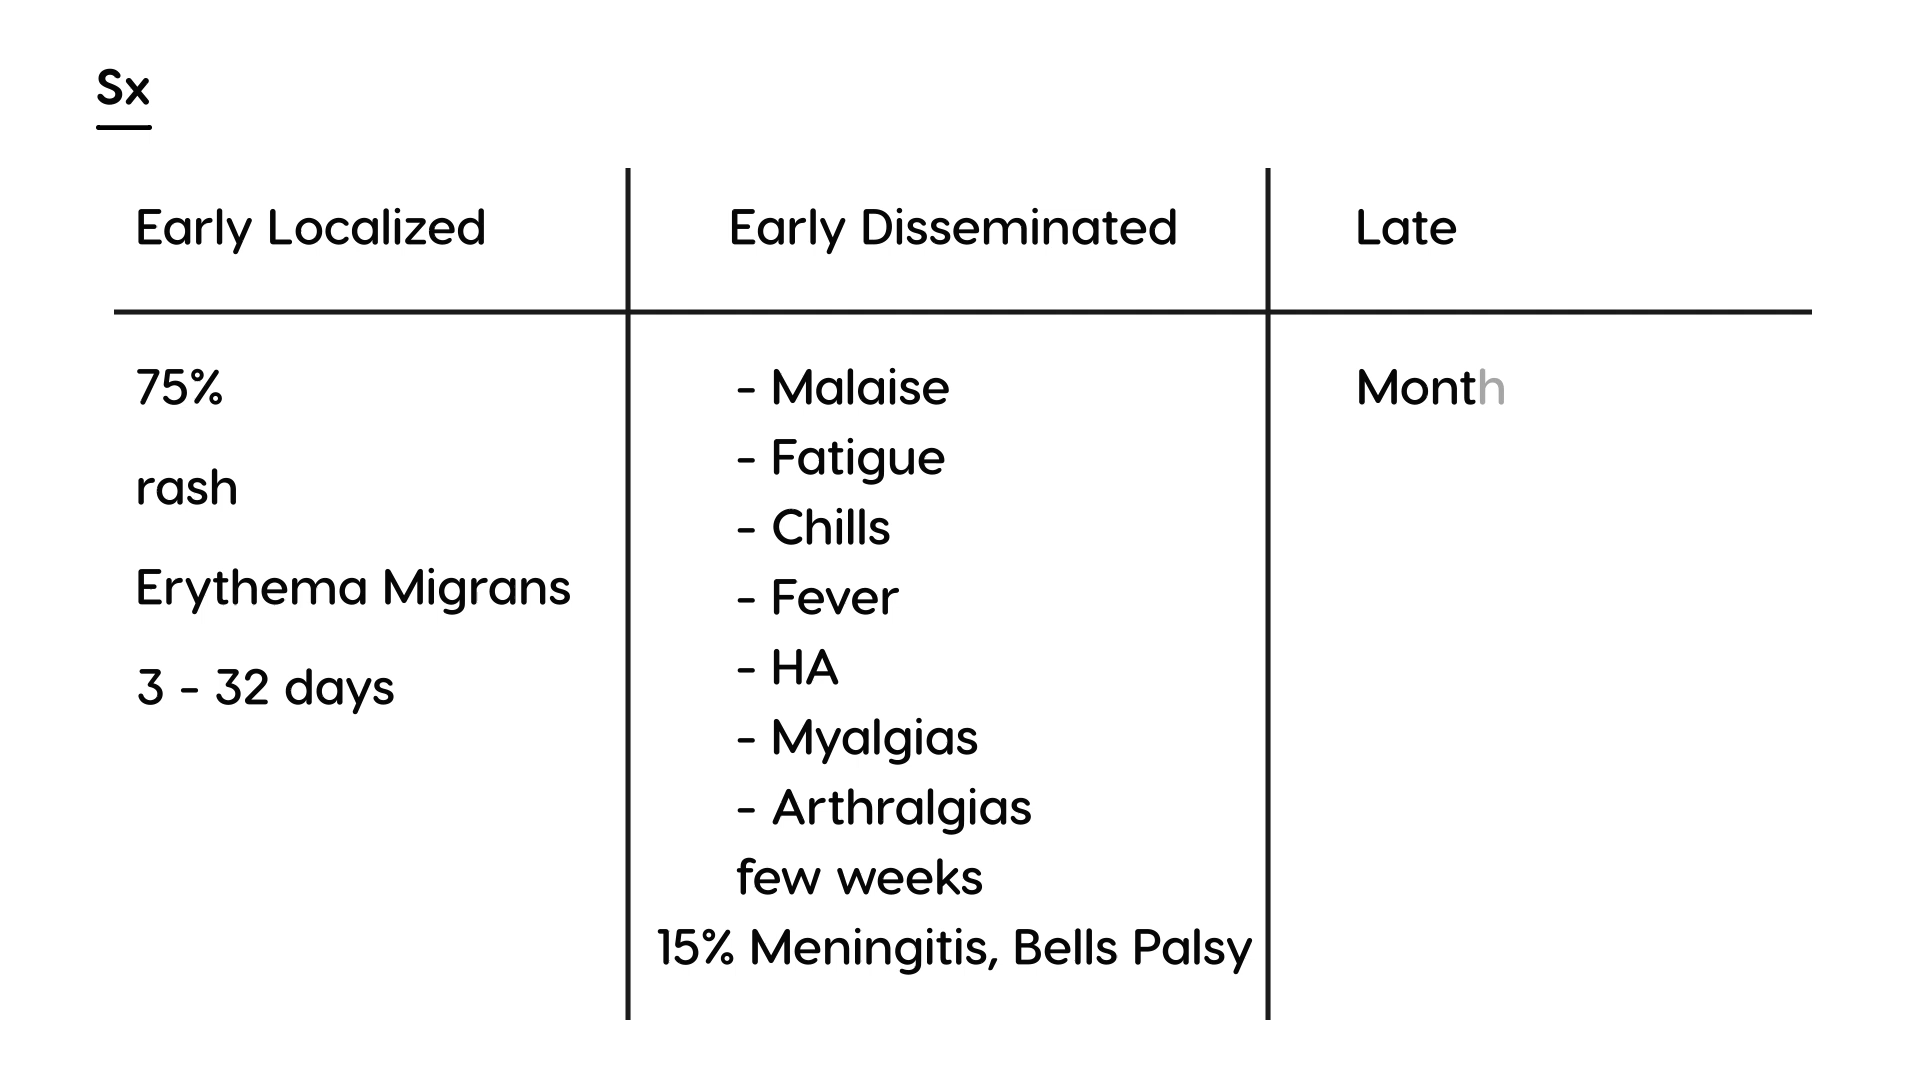 Sx
Early Localized
Early Disseminated
Late
75%
rash
Erythema Migrans
3 - 32 days
- Malaise
- Fatigue
- Chills
- Fever
- HA
- Myalgias
- Arthralgias
few weeks
15% Meningitis, Bells Palsy
Month